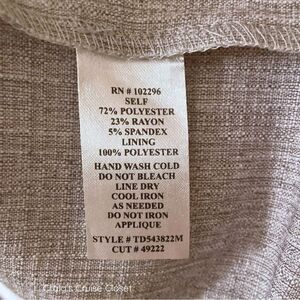 RN # 102296
SELF
72% POLYESTER
23% RAYON
5% SPANDEX
LINING
100% POLYESTER
HAND WASH COLD
DO NOT BLEACH
LINE DRY
COOL IRON
AS NEEDED
DO NOT IRON
APPLIQUE
STYLE # TD543822M
CUT # 49222
Cruise Closet